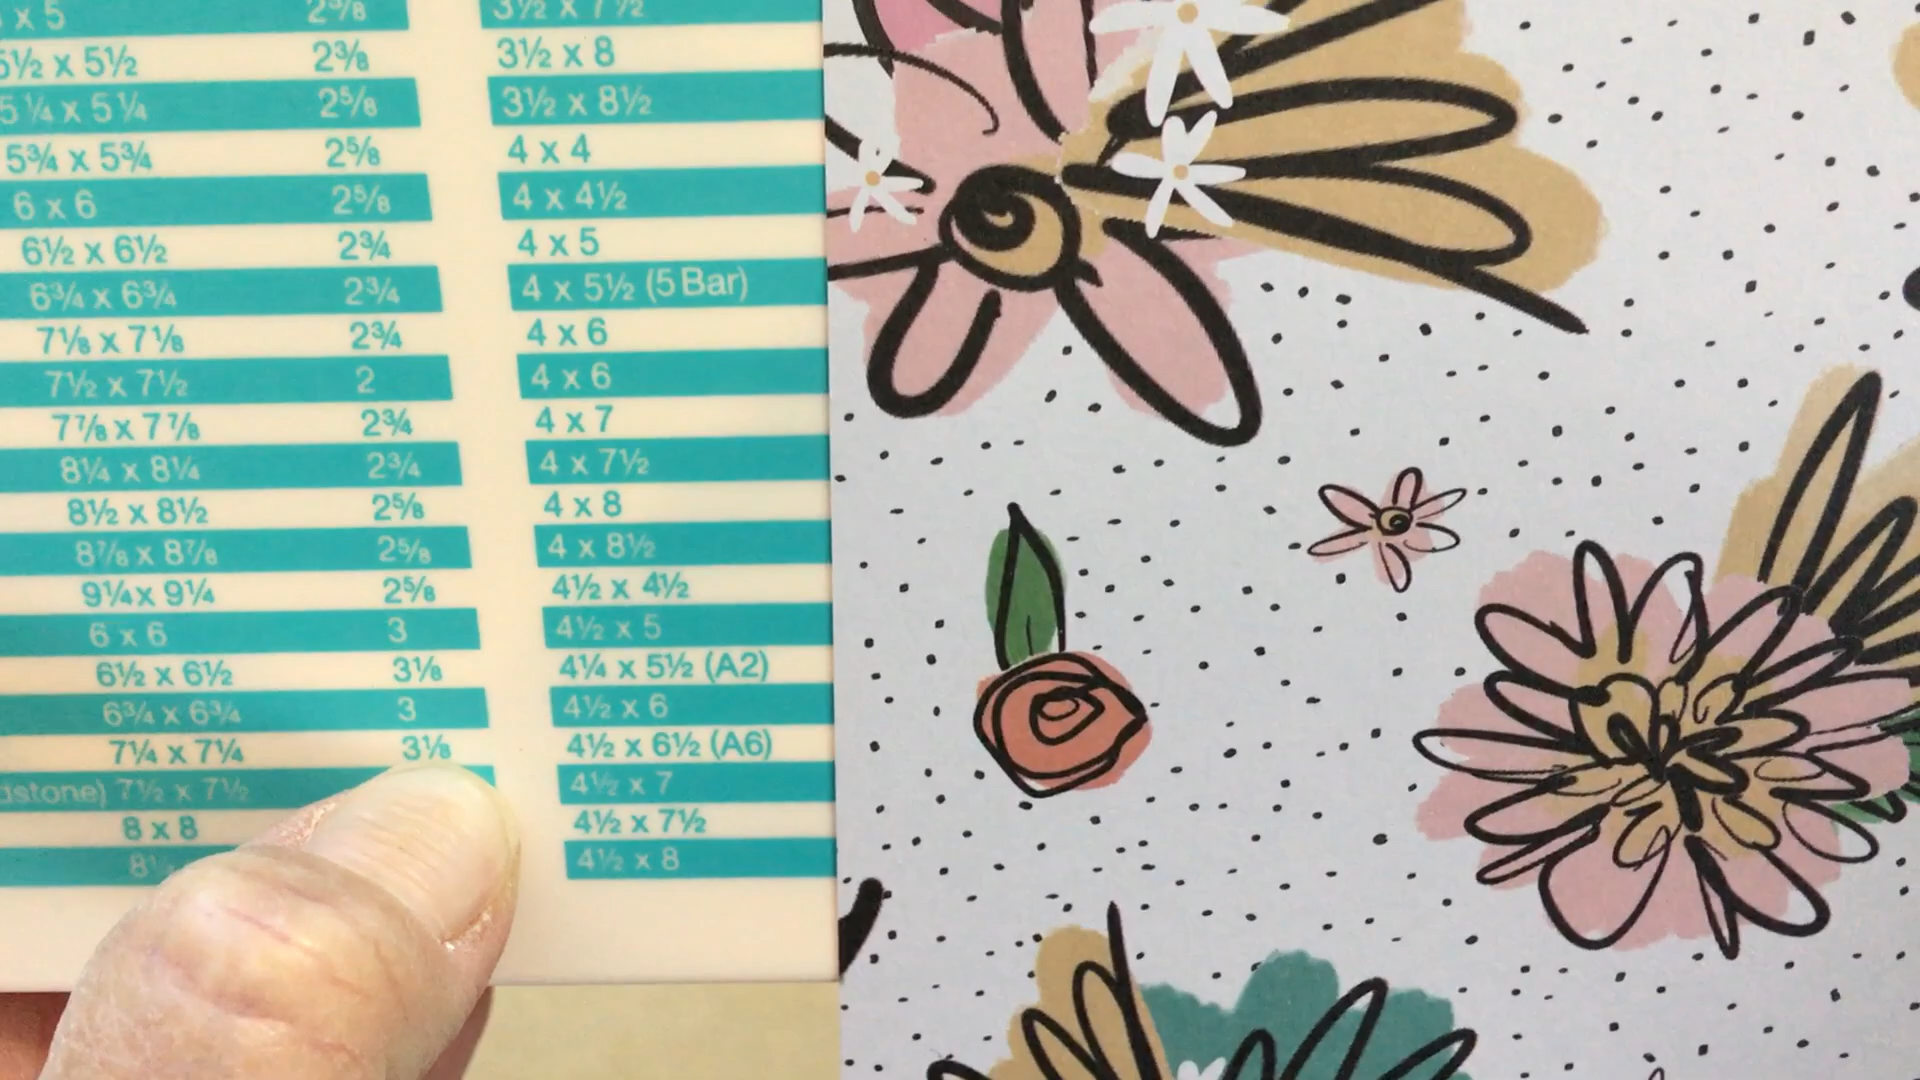 x 5 2⅜ 3½ x 7½
5½ x 5½ 2⅜ 3½ x 8
5¼ x 5¼ 2⅝ 3½ x 8½
5¾ x 5¾ 2⅝ 4 x 4
6 x 6 2⅝ 4 x 4½
6½ x 6½ 2¾ 4 x 5
6¾ x 6¾ 2¾ 4 x 5½ (5 Bar)
7⅛ x 7⅛ 2¾ 4 x 6
7½ x 7½ 2 4 x 6
7⅞ x 7⅞ 2¾ 4 x 7
8¼ x 8¼ 2¾ 4 x 7½
8½ x 8½ 2⅝ 4 x 8
8⅞ x 8⅞ 2⅝ 4 x 8½
9¼ x 9¼ 2⅝ 4½ x 4½
6 x 6 3 4½ x 5
6½ x 6½ 3⅛ 4¼ x 5½ (A2)
6¾ x 6¾ 3 4½ x 6
7¼ x 7¼ 3⅛ 4½ x 6½ (A6)
7½ x 7½ 4½ x 7
8 x 8 4½ x 7½
4½ x 8